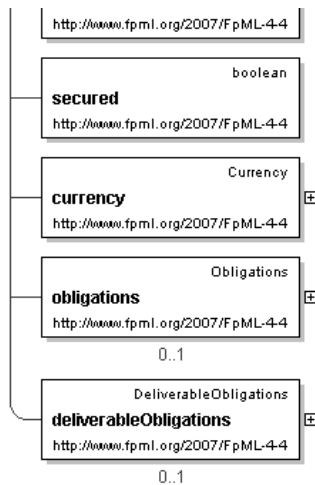 http://www.fpml.org/2007/FpML-4-4
boolean
secured
http://www.fpml.org/2007/FpML-4-4
Currency
currency
http://www.fpml.org/2007/FpML-4-4
Obligations
obligations
http://www.fpml.org/2007/FpML-4-4
0..1
DeliverableObligations
deliverableObligations
http://www.fpml.org/2007/FpML-4-4
0..1